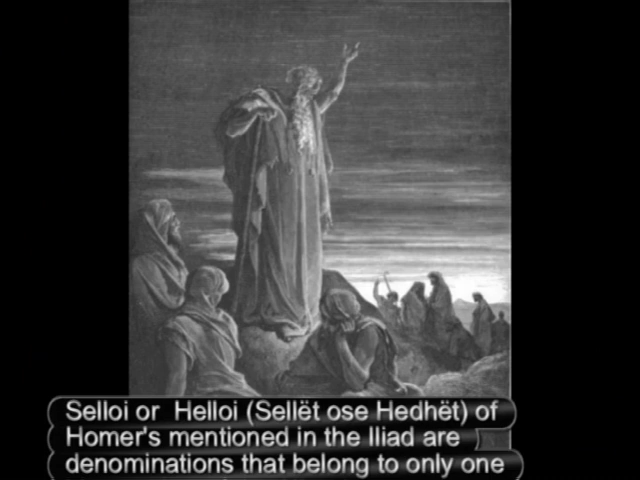 Selloi or  Helloi (Sellët ose Hedhët) of
Homer's mentioned in the Iliad are
denominations that belong to only one